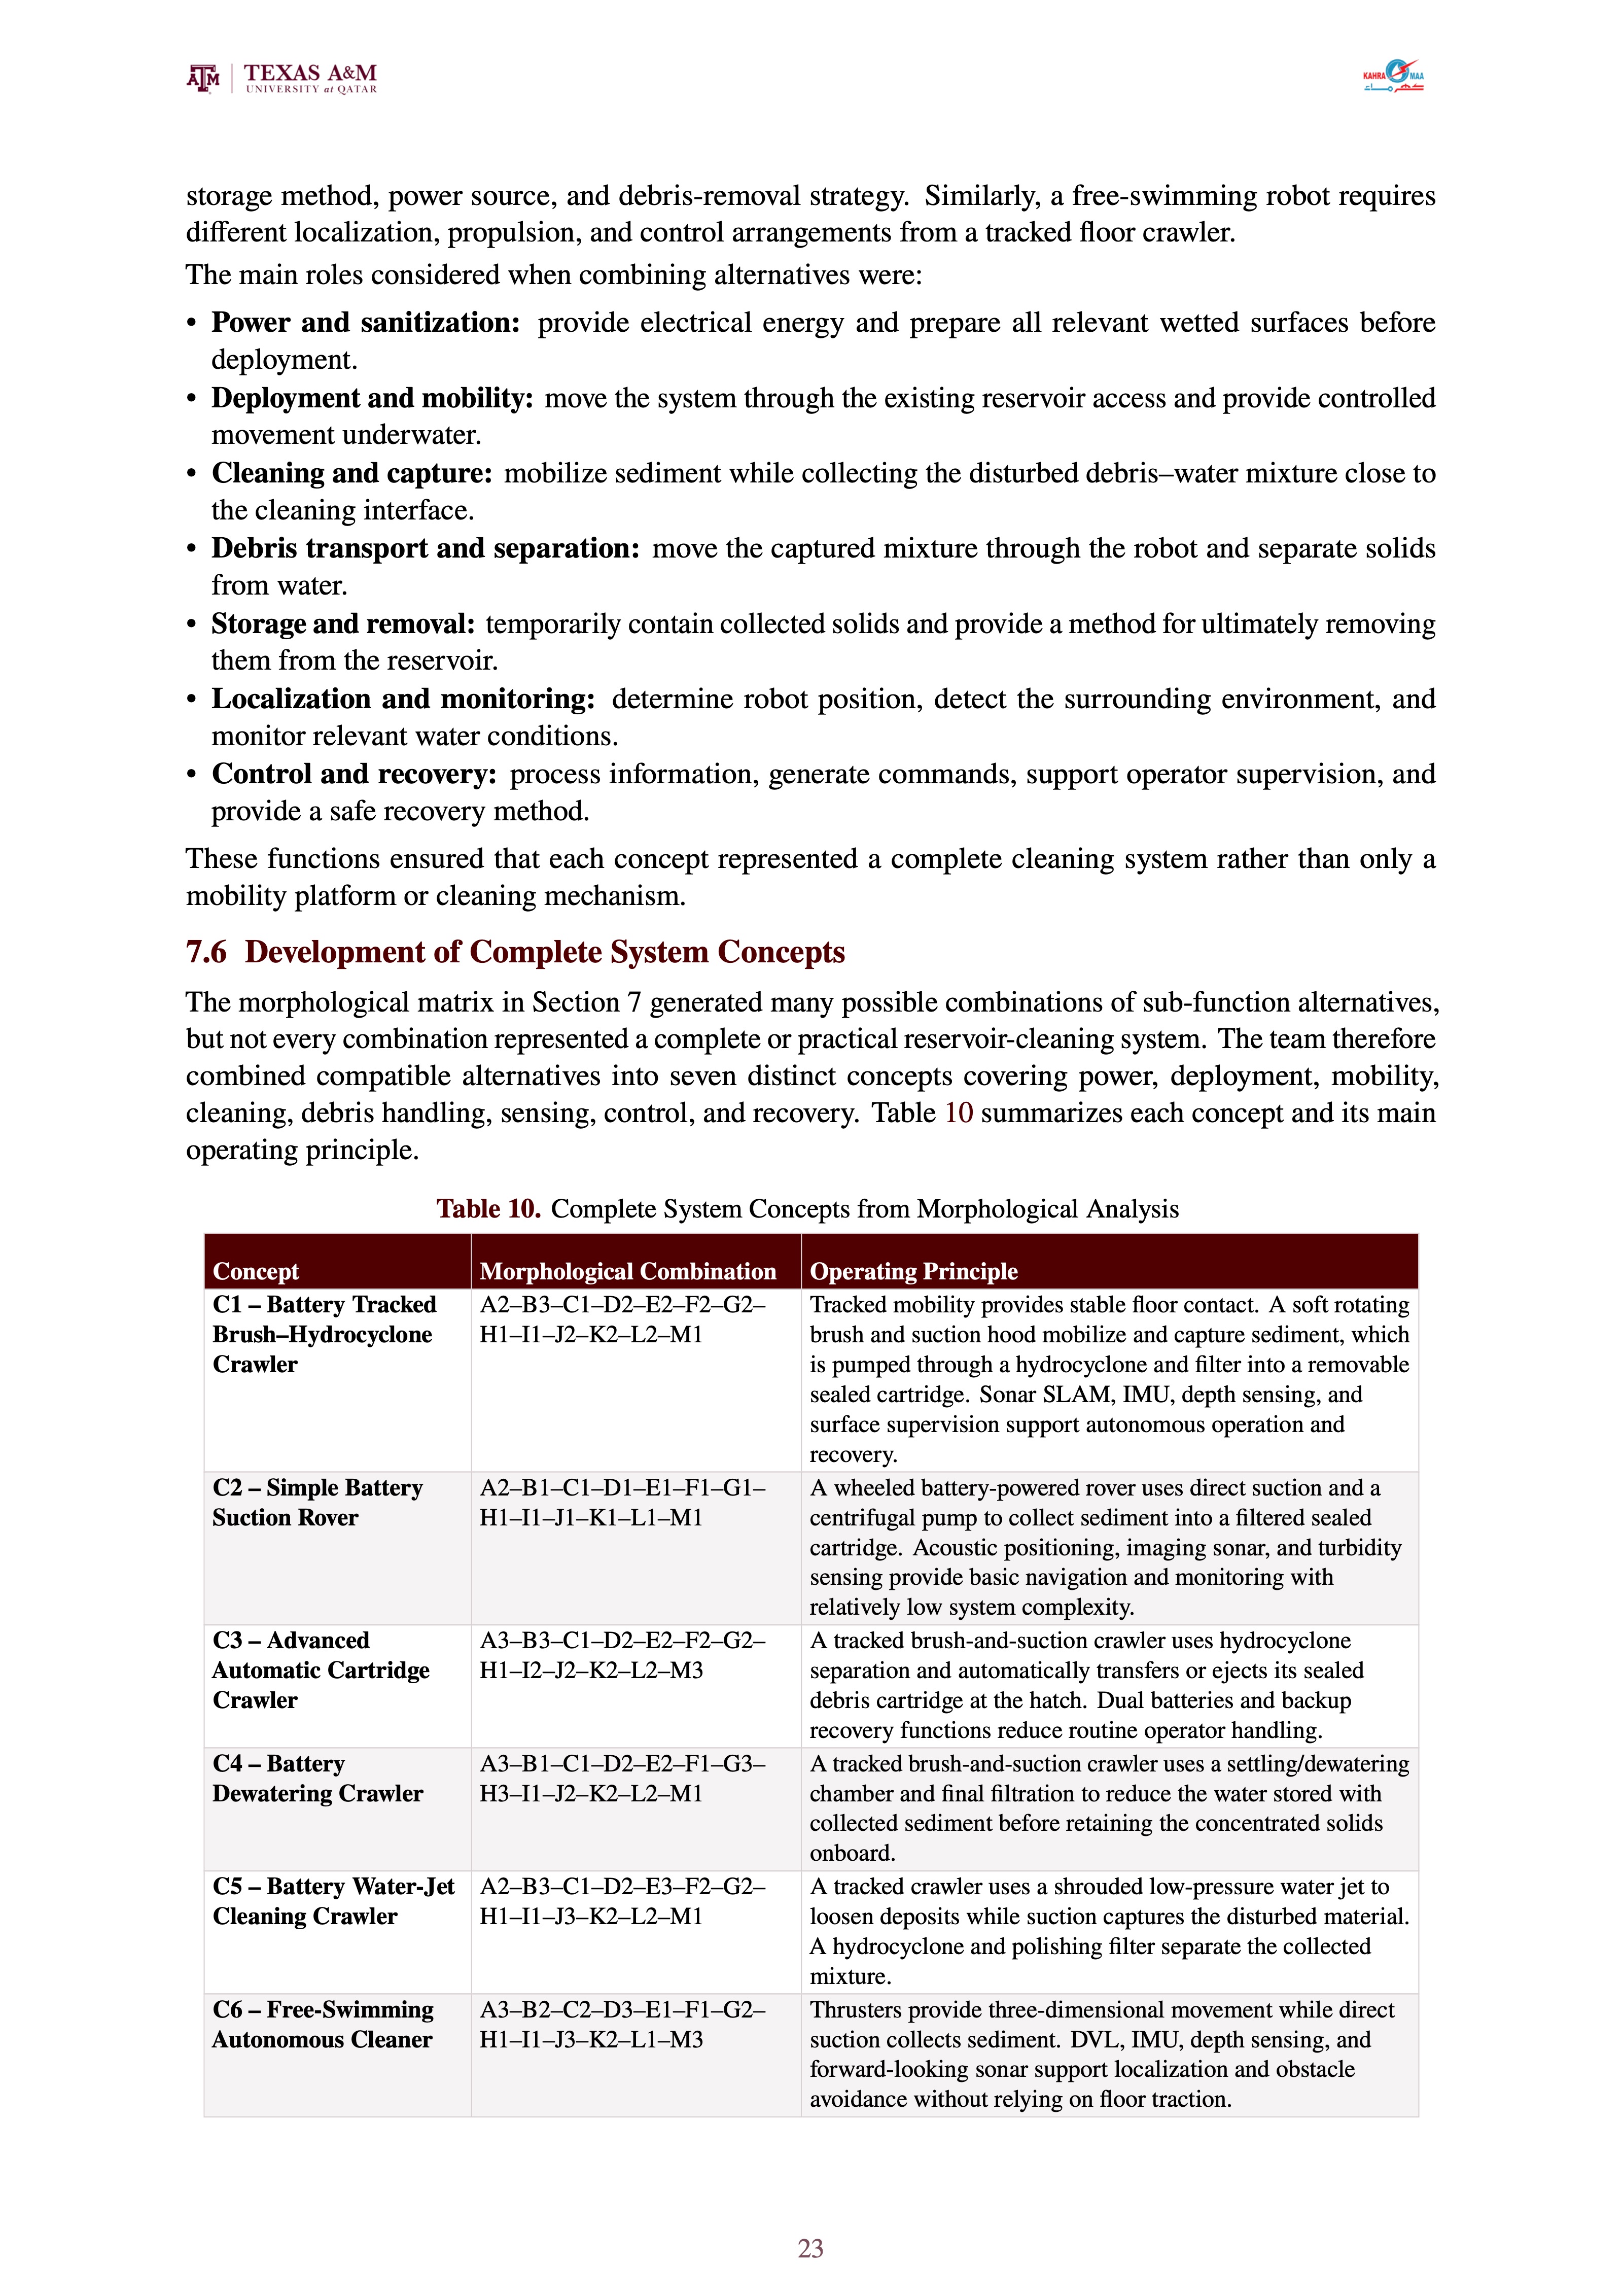 TEXAS A&M
UNIVERSITY at QATAR
KAHRA MAA
storage method, power source, and debris-removal strategy. Similarly, a free-swimming robot requires
different localization, propulsion, and control arrangements from a tracked floor crawler.
The main roles considered when combining alternatives were:
• Power and sanitization: provide electrical energy and prepare all relevant wetted surfaces before
deployment.
• Deployment and mobility: move the system through the existing reservoir access and provide controlled
movement underwater.
• Cleaning and capture: mobilize sediment while collecting the disturbed debris–water mixture close to
the cleaning interface.
• Debris transport and separation: move the captured mixture through the robot and separate solids
from water.
• Storage and removal: temporarily contain collected solids and provide a method for ultimately removing
them from the reservoir.
• Localization and monitoring: determine robot position, detect the surrounding environment, and
monitor relevant water conditions.
• Control and recovery: process information, generate commands, support operator supervision, and
provide a safe recovery method.
These functions ensured that each concept represented a complete cleaning system rather than only a
mobility platform or cleaning mechanism.
7.6 Development of Complete System Concepts
The morphological matrix in Section 7 generated many possible combinations of sub-function alternatives,
but not every combination represented a complete or practical reservoir-cleaning system. The team therefore
combined compatible alternatives into seven distinct concepts covering power, deployment, mobility,
cleaning, debris handling, sensing, control, and recovery. Table 10 summarizes each concept and its main
operating principle.
Table 10. Complete System Concepts from Morphological Analysis
Concept
Morphological Combination
Operating Principle
C1 – Battery Tracked
Brush–Hydrocyclone
Crawler
A2–B3–C1–D2–E2–F2–G2–
H1–I1–J2–K2–L2–M1
Tracked mobility provides stable floor contact. A soft rotating
brush and suction hood mobilize and capture sediment, which
is pumped through a hydrocyclone and filter into a removable
sealed cartridge. Sonar SLAM, IMU, depth sensing, and
surface supervision support autonomous operation and
recovery.
C2 – Simple Battery
Suction Rover
A2–B1–C1–D1–E1–F1–G1–
H1–I1–J1–K1–L1–M1
A wheeled battery-powered rover uses direct suction and a
centrifugal pump to collect sediment into a filtered sealed
cartridge. Acoustic positioning, imaging sonar, and turbidity
sensing provide basic navigation and monitoring with
relatively low system complexity.
C3 – Advanced
Automatic Cartridge
Crawler
A3–B3–C1–D2–E2–F2–G2–
H1–I2–J2–K2–L2–M3
A tracked brush-and-suction crawler uses hydrocyclone
separation and automatically transfers or ejects its sealed
debris cartridge at the hatch. Dual batteries and backup
recovery functions reduce routine operator handling.
C4 – Battery
Dewatering Crawler
A3–B1–C1–D2–E2–F1–G3–
H3–I1–J2–K2–L2–M1
A tracked brush-and-suction crawler uses a settling/dewatering
chamber and final filtration to reduce the water stored with
collected sediment before retaining the concentrated solids
onboard.
C5 – Battery Water-Jet
Cleaning Crawler
A2–B3–C1–D2–E3–F2–G2–
H1–I1–J3–K2–L2–M1
A tracked crawler uses a shrouded low-pressure water jet to
loosen deposits while suction captures the disturbed material.
A hydrocyclone and polishing filter separate the collected
mixture.
C6 – Free-Swimming
Autonomous Cleaner
A3–B2–C2–D3–E1–F1–G2–
H1–I1–J3–K2–L1–M3
Thrusters provide three-dimensional movement while direct
suction collects sediment. DVL, IMU, depth sensing, and
forward-looking sonar support localization and obstacle
avoidance without relying on floor traction.
23